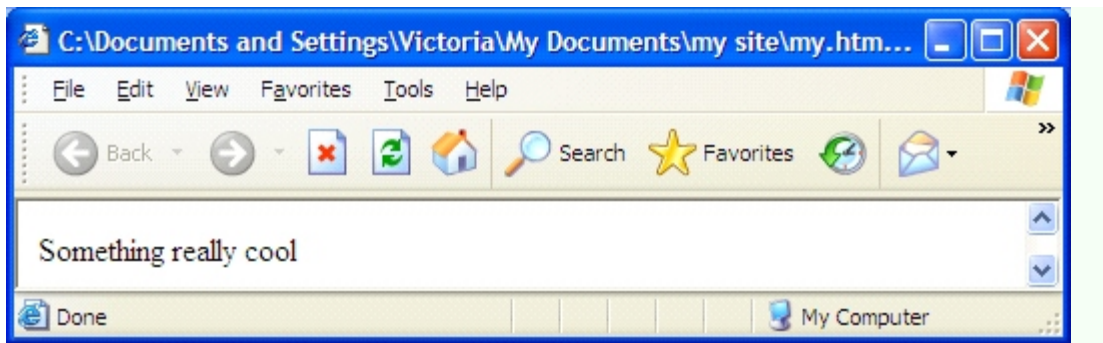 C:\Documents and Settings\Victoria\My Documents\my site\my.htm...
File Edit View Favorites Tools Help
Back Search Favorites »
Something really cool
Done My Computer